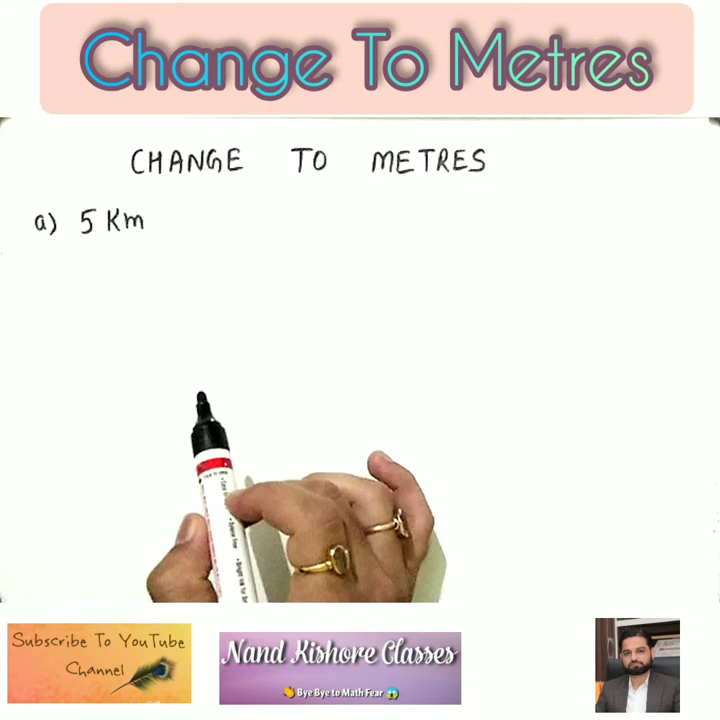 Change To Metres
CHANGE TO METRES
a) 5 Km
Subscribe To YouTube
Channel
Nand Kishore Classes
👋 Bye Bye to Math Fear 😱